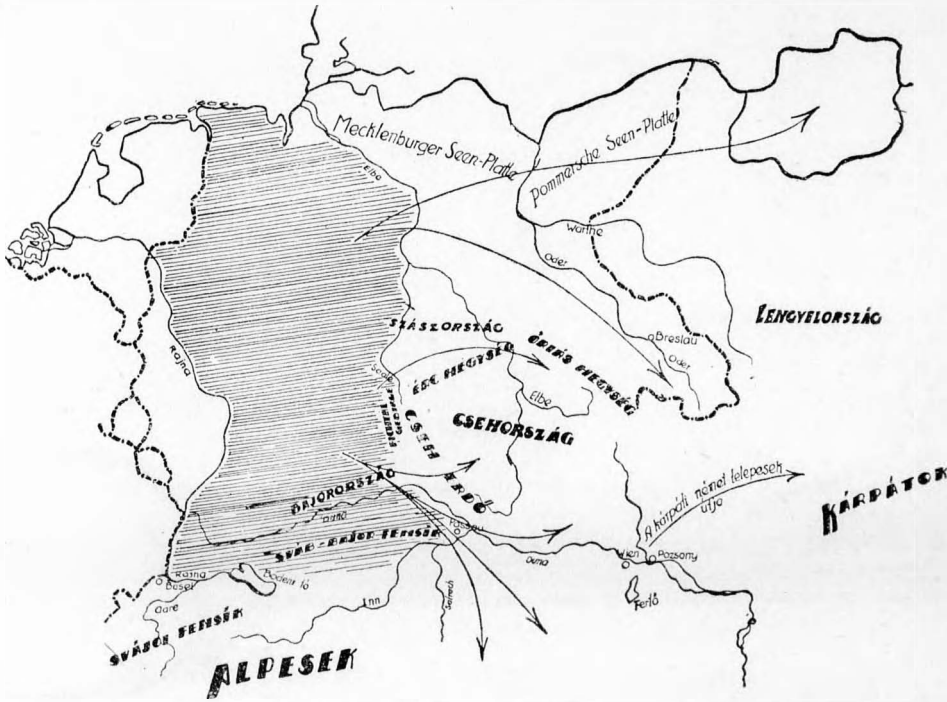 Mecklenburger Seen-Platte
Pommersche Seen-Platte
Elba
Warthe
Oder
LENGYELORSZÁG
SZÁSZORSZÁG
Breslau
Rajna
ÉRC HEGYSÉG
ÓRIÁS HEGYSÉG
Oder
Saale
Elbe
CSEHORSZÁG
CSEH ERDŐ
BAJORORSZÁG
A kárpáti német telepesek
útja
KÁRPÁTOK
Duna
Passau
SVÁB-BAJOR FENSÍK
Duna
Wien
Pozsony
Rajna
Basel
Bodeni tó
Fertő
Aare
Inn
SVÁJCI FENSÍK
ALPESEK